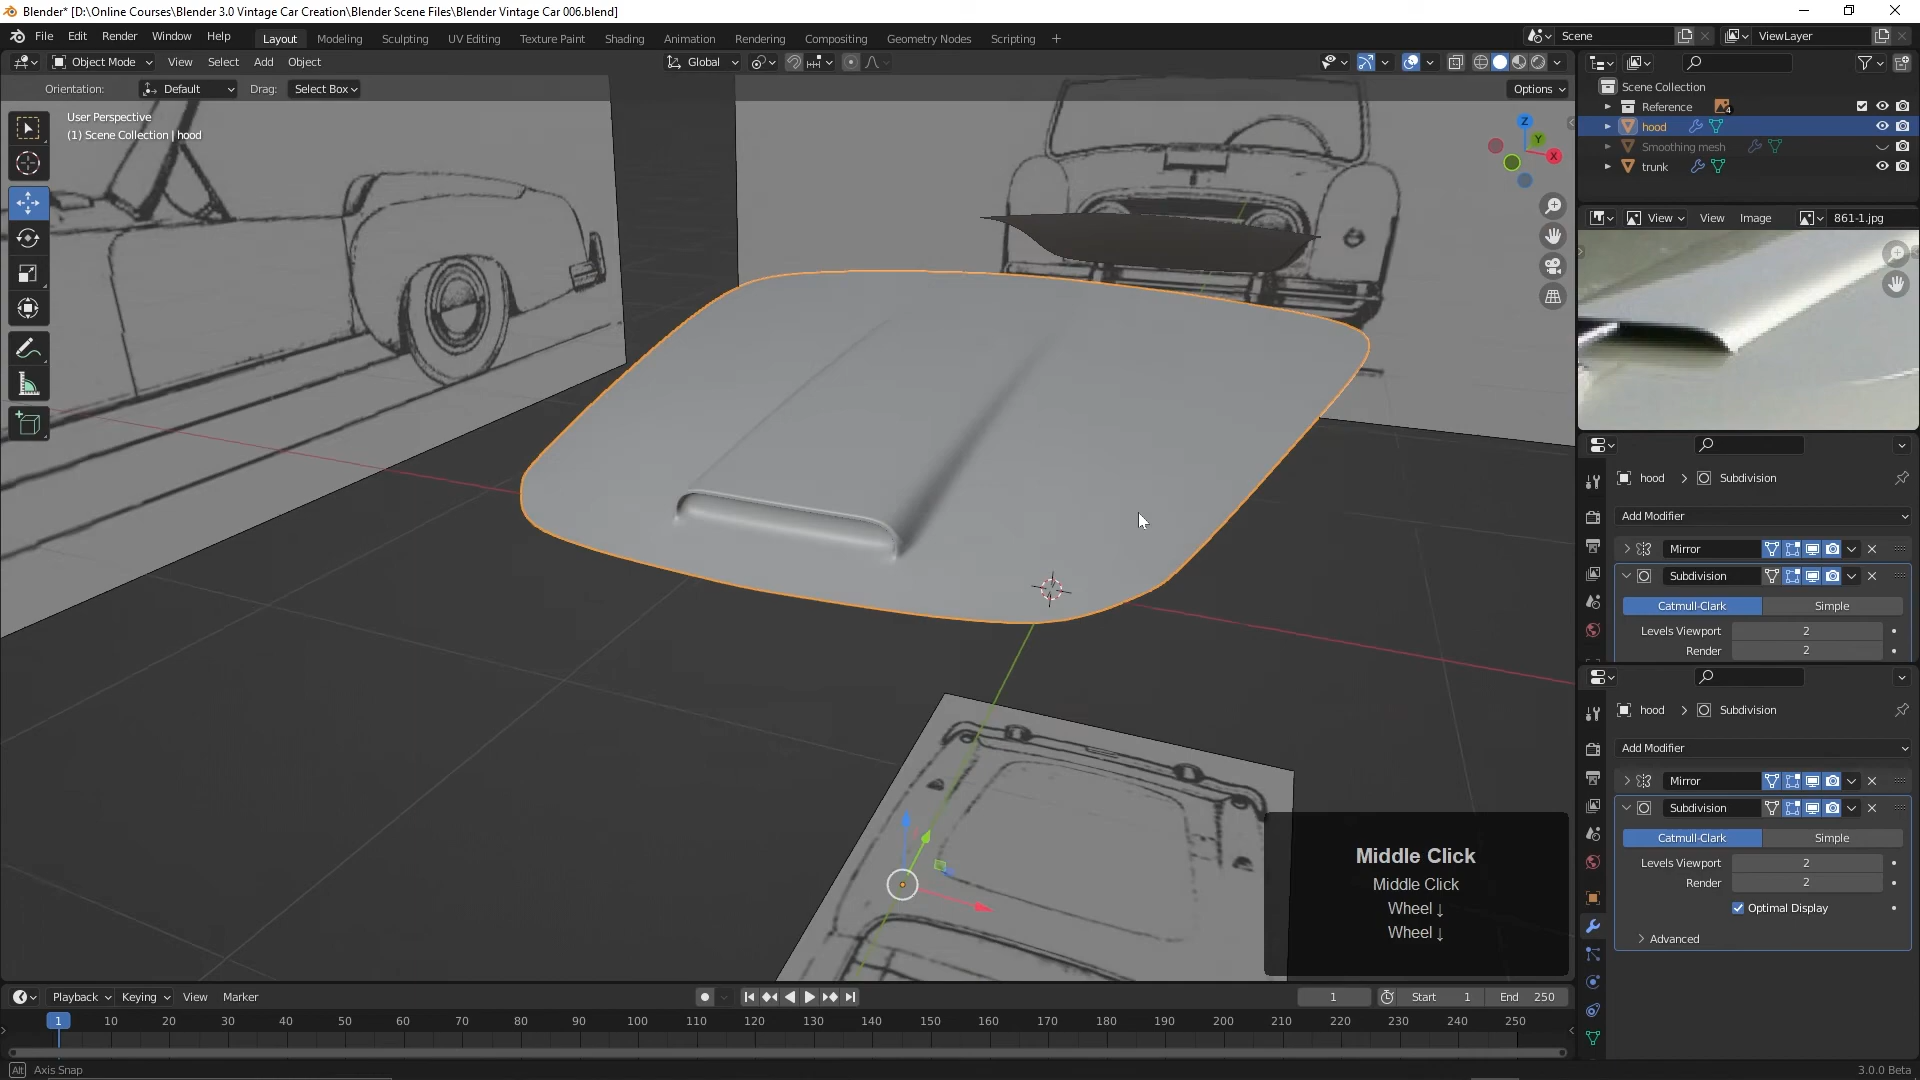 Blender* [D:\Online Courses\Blender 3.0 Vintage Car Creation\Blender Scene Files\Blender Vintage Car 006.blend]
File Edit Render Window Help Layout Modeling Sculpting UV Editing Texture Paint Shading Animation Rendering Compositing Geometry Nodes Scripting + Scene ViewLayer
Object Mode View Select Add Object Global
Orientation: Default Drag: Select Box Options
User Perspective
(1) Scene Collection | hood
Z
Y
X
Scene Collection
Reference 4
hood
Smoothing mesh
trunk
View View Image 861-1.jpg
hood > Subdivision
Add Modifier
Mirror
Subdivision
Catmull-Clark Simple
Levels Viewport 2
Render 2
hood > Subdivision
Add Modifier
Mirror
Subdivision
Catmull-Clark Simple
Levels Viewport 2
Render 2
Optimal Display
Advanced
Middle Click
Middle Click
Wheel ↓
Wheel ↓
Playback Keying View Marker 1 Start 1 End 250
1 10 20 30 40 50 60 70 80 90 100 110 120 130 140 150 160 170 180 190 200 210 220 230 240 250
Alt Axis Snap 3.0.0 Beta